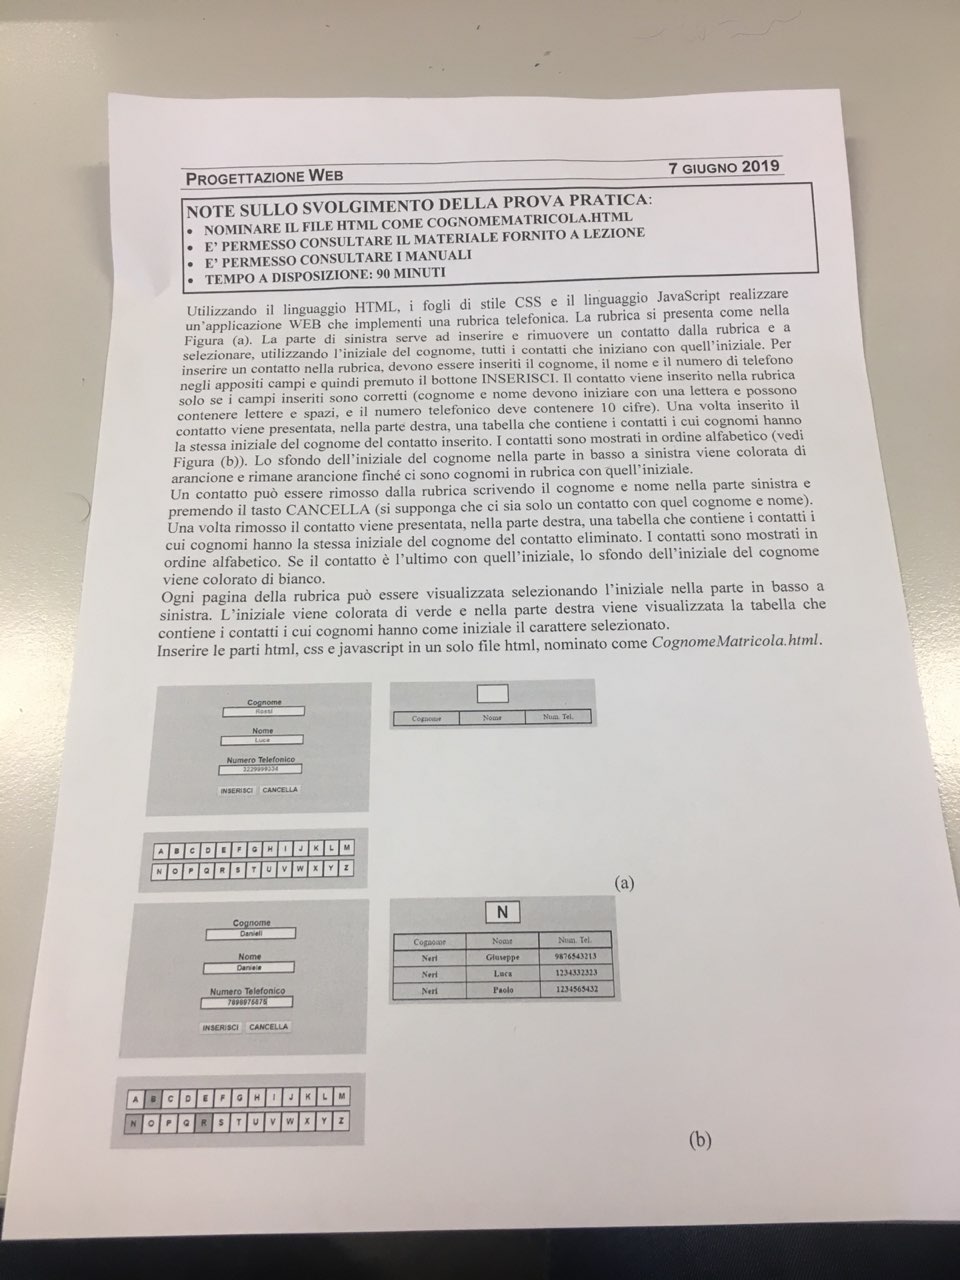 PROGETTAZIONE WEB
7 GIUGNO 2019
NOTE SULLO SVOLGIMENTO DELLA PROVA PRATICA:
• NOMINARE IL FILE HTML COME COGNOMEMATRICOLA.HTML
• E' PERMESSO CONSULTARE IL MATERIALE FORNITO A LEZIONE
• E' PERMESSO CONSULTARE I MANUALI
• TEMPO A DISPOSIZIONE: 90 MINUTI
Utilizzando il linguaggio HTML, i fogli di stile CSS e il linguaggio JavaScript realizzare
un'applicazione WEB che implementi una rubrica telefonica. La rubrica si presenta come nella
Figura (a). La parte di sinistra serve ad inserire e rimuovere un contatto dalla rubrica e a
selezionare, utilizzando l'iniziale del cognome, tutti i contatti che iniziano con quell'iniziale. Per
inserire un contatto nella rubrica, devono essere inseriti il cognome, il nome e il numero di telefono
negli appositi campi e quindi premuto il bottone INSERISCI. Il contatto viene inserito nella rubrica
solo se i campi inseriti sono corretti (cognome e nome devono iniziare con una lettera e possono
contenere lettere e spazi, e il numero telefonico deve contenere 10 cifre). Una volta inserito il
contatto viene presentata, nella parte destra, una tabella che contiene i contatti i cui cognomi hanno
la stessa iniziale del cognome del contatto inserito. I contatti sono mostrati in ordine alfabetico (vedi
Figura (b)). Lo sfondo dell'iniziale del cognome nella parte in basso a sinistra viene colorata di
arancione e rimane arancione finché ci sono cognomi in rubrica con quell'iniziale.
Un contatto può essere rimosso dalla rubrica scrivendo il cognome e nome nella parte sinistra e
premendo il tasto CANCELLA (si supponga che ci sia solo un contatto con quel cognome e nome).
Una volta rimosso il contatto viene presentata, nella parte destra, una tabella che contiene i contatti i
cui cognomi hanno la stessa iniziale del cognome del contatto eliminato. I contatti sono mostrati in
ordine alfabetico. Se il contatto è l'ultimo con quell'iniziale, lo sfondo dell'iniziale del cognome
viene colorato di bianco.
Ogni pagina della rubrica può essere visualizzata selezionando l'iniziale nella parte in basso a
sinistra. L'iniziale viene colorata di verde e nella parte destra viene visualizzata la tabella che
contiene i contatti i cui cognomi hanno come iniziale il carattere selezionato.
Inserire le parti html, css e javascript in un solo file html, nominato come CognomeMatricola.html.
Cognome
Rossi
Nome
Luca
Numero Telefonico
INSERISCI CANCELLA
Cognome Nome Num. Tel.
A B C D E F G H I J K L M
N O P Q R S T U V W X Y Z
(a)
Cognome
Danieli
Nome
Daniele
Numero Telefonico
INSERISCI CANCELLA
N
Cognome Nome Num. Tel.
Neri Giuseppe 9876543213
Neri Luca 1234332323
Neri Paolo 1234565432
A B C D E F G H I J K L M
N O P Q R S T U V W X Y Z
(b)